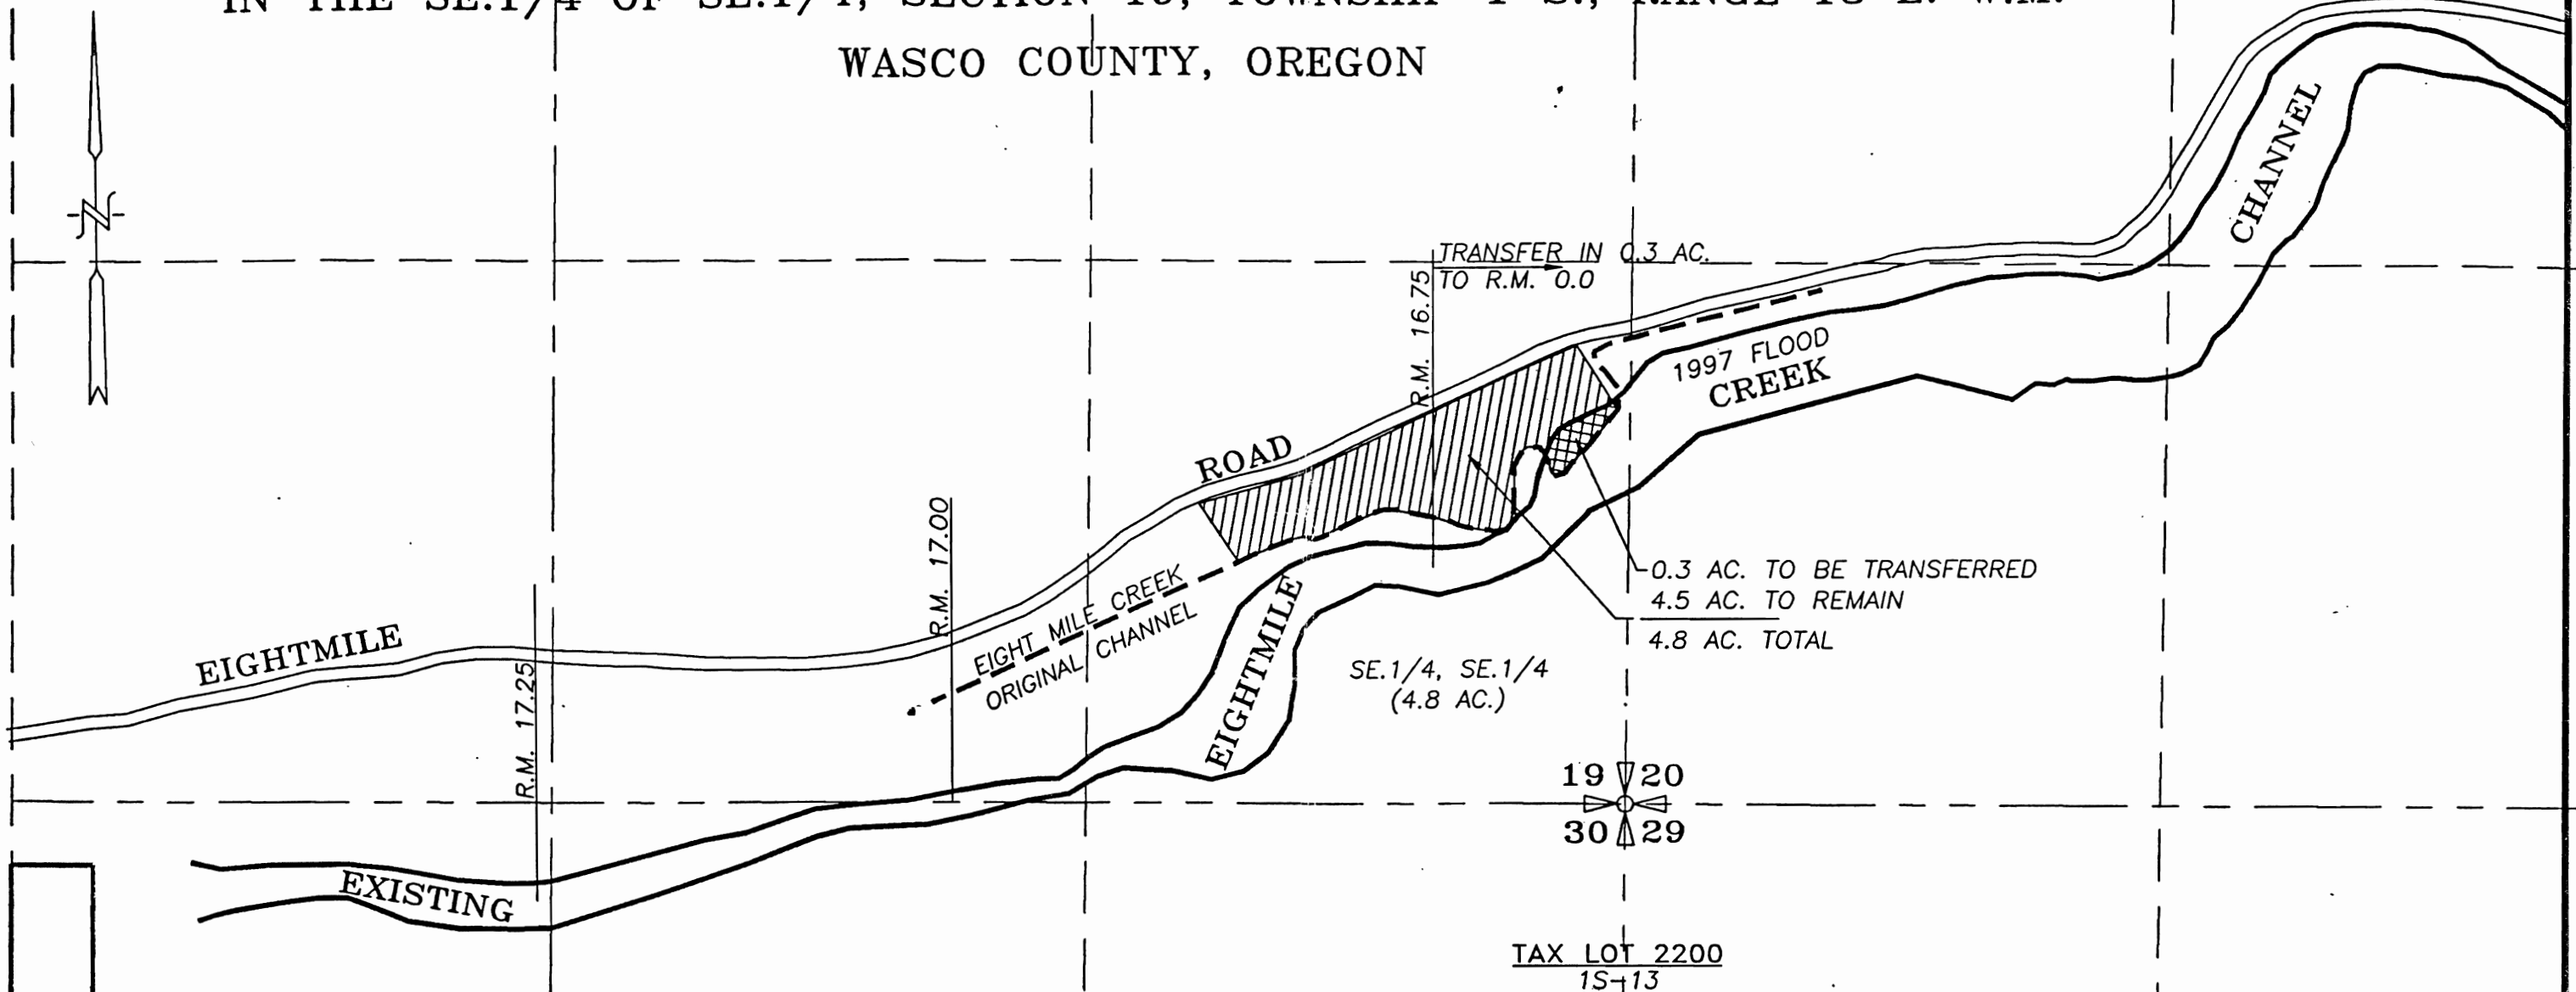 WASCO COUNTY, OREGON
N
CHANNEL
TRANSFER IN 0.3 AC.
TO R.M. 0.0
R.M. 16.75
1997 FLOOD
CREEK
ROAD
R.M. 17.00
0.3 AC. TO BE TRANSFERRED
4.5 AC. TO REMAIN
4.8 AC. TOTAL
EIGHT MILE CREEK
ORIGINAL CHANNEL
EIGHTMILE
EIGHTMILE
R.M. 17.25
SE.1/4, SE.1/4
(4.8 AC.)
19 20
30 29
EXISTING
TAX LOT 2200
1S-13